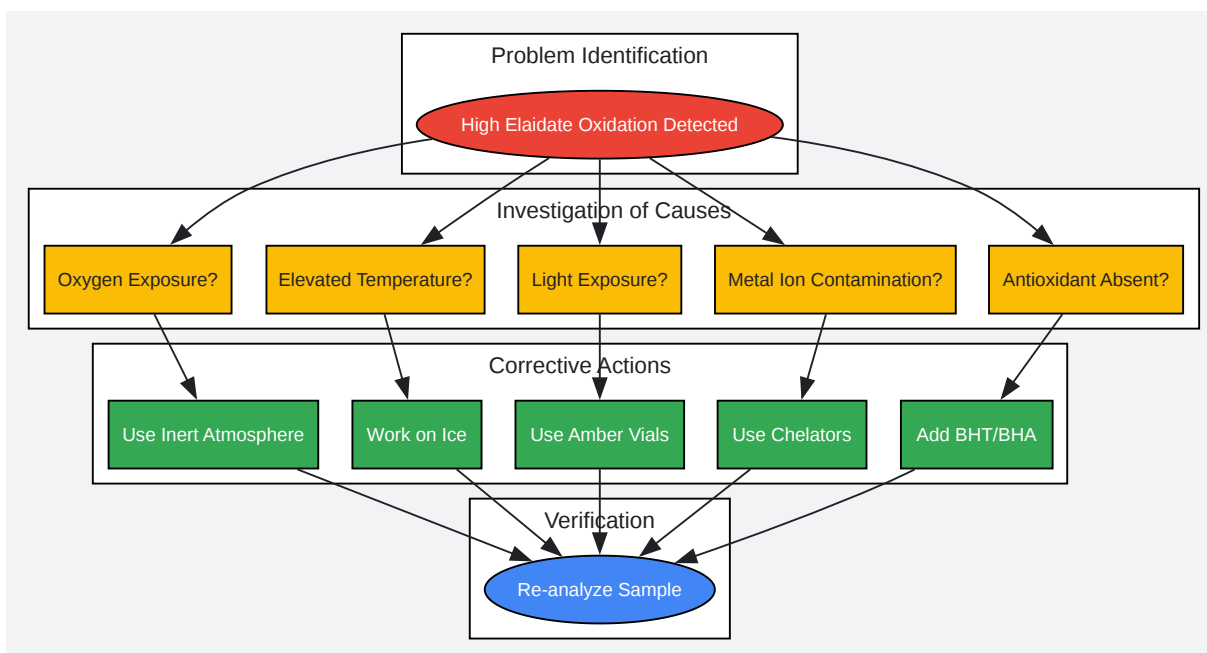 Problem Identification
High Elaidate Oxidation Detected
Investigation of Causes
Oxygen Exposure?
Elevated Temperature?
Light Exposure?
Metal Ion Contamination?
Antioxidant Absent?
Corrective Actions
Use Inert Atmosphere
Work on Ice
Use Amber Vials
Use Chelators
Add BHT/BHA
Verification
Re-analyze Sample